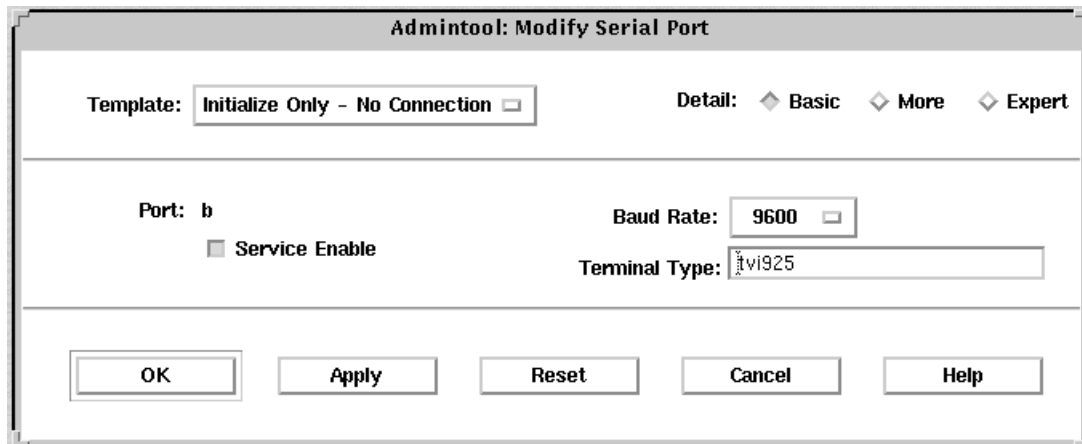 Admintool: Modify Serial Port
Template: Initialize Only - No Connection Detail: Basic More Expert
Port: b Baud Rate: 9600
Service Enable
Terminal Type: tvi925
OK Apply Reset Cancel Help